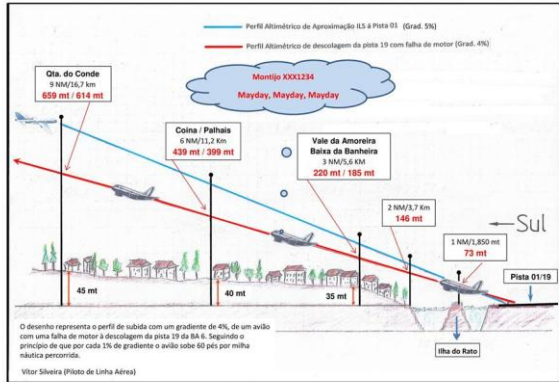 Perfil Altimétrico de Aproximação ILS à Pista 01 (Grad. 5%)
Perfil Altimétrico de descolagem da pista 19 com falha de motor (Grad. 4%)
Montijo XXX1234
Mayday, Mayday, Mayday
Qta. do Conde
9 NM/16,7 km
659 mt / 614 mt
Coina / Palhais
6 NM/11,2 Km
439 mt / 399 mt
Vale da Amoreira
Baixa da Banheira
3 NM/5,6 KM
220 mt / 185 mt
2 NM/3,7 Km
146 mt
Sul
1 NM/1,850 mt
73 mt
Pista 01/19
45 mt
40 mt
35 mt
Ilha do Rato
O desenho representa o perfil de subida com um gradiente de 4%, de um avião
com uma falha de motor à descolagem da pista 19 da BA 6. Seguindo o
princípio de que por cada 1% de gradiente o avião sobe 60 pés por milha
náutica percorrida.
Vítor Silveira (Piloto de Linha Aérea)